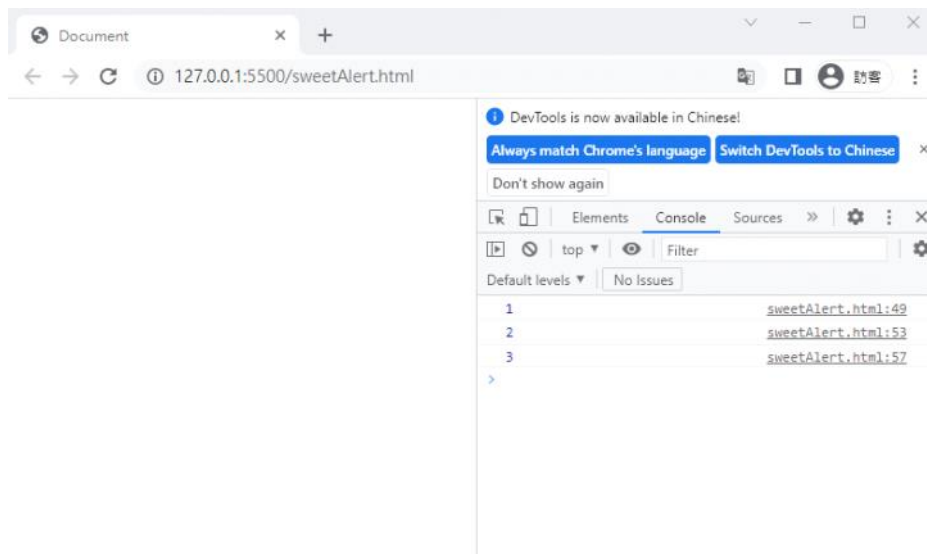 Document
127.0.0.1:5500/sweetAlert.html
訪客
DevTools is now available in Chinese!
Always match Chrome's language Switch DevTools to Chinese
Don't show again
Elements Console Sources
top Filter
Default levels No Issues
1 sweetAlert.html:49
2 sweetAlert.html:53
3 sweetAlert.html:57